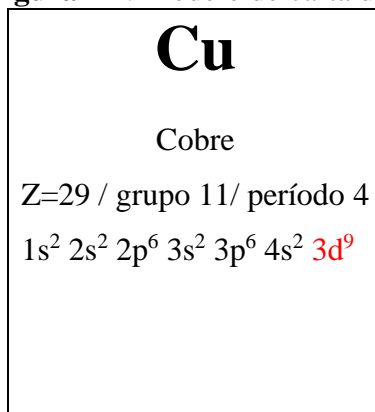 Cu
Cobre
Z=29 / grupo 11/ período 4
1s² 2s² 2p⁶ 3s² 3p⁶ 4s² 3d⁹